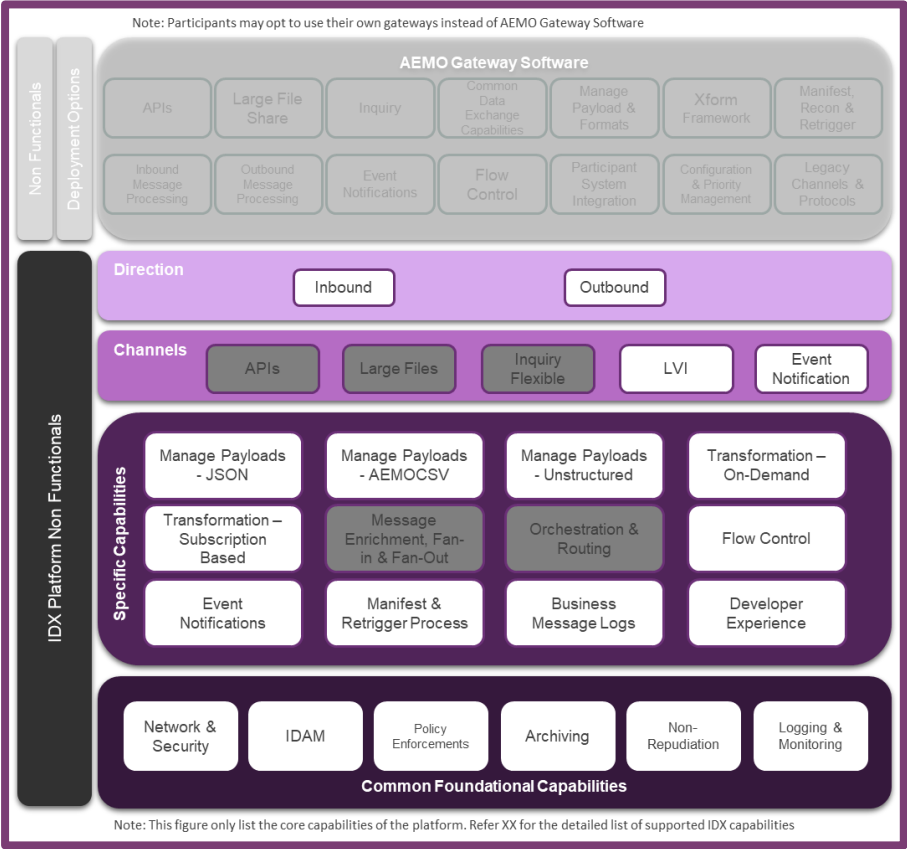 Note: Participants may opt to use their own gateways instead of AEMO Gateway Software
Non Functionals
Deployment Options
AEMO Gateway Software
APIs
Large File
Share
Inquiry
Common
Data
Exchange
Capabilities
Manage
Payload &
Formats
Xform
Framework
Manifest,
Recon &
Retrigger
Inbound
Message
Processing
Outbound
Message
Processing
Event
Notifications
Flow
Control
Participant
System
Integration
Configuration
& Priority
Management
Legacy
Channels &
Protocols
IDX Platform Non Functionals
Direction
Inbound
Outbound
Channels
APIs
Large Files
Inquiry
Flexible
LVI
Event
Notification
Specific Capabilities
Manage Payloads
- JSON
Manage Payloads
- AEMOCSV
Manage Payloads
- Unstructured
Transformation –
On-Demand
Transformation –
Subscription
Based
Message
Enrichment, Fan-
in & Fan-Out
Orchestration &
Routing
Flow Control
Event
Notifications
Manifest &
Retrigger Process
Business
Message Logs
Developer
Experience
Network &
Security
IDAM
Policy
Enforcements
Archiving
Non-
Repudiation
Logging &
Monitoring
Common Foundational Capabilities
Note: This figure only list the core capabilities of the platform. Refer XX for the detailed list of supported IDX capabilities